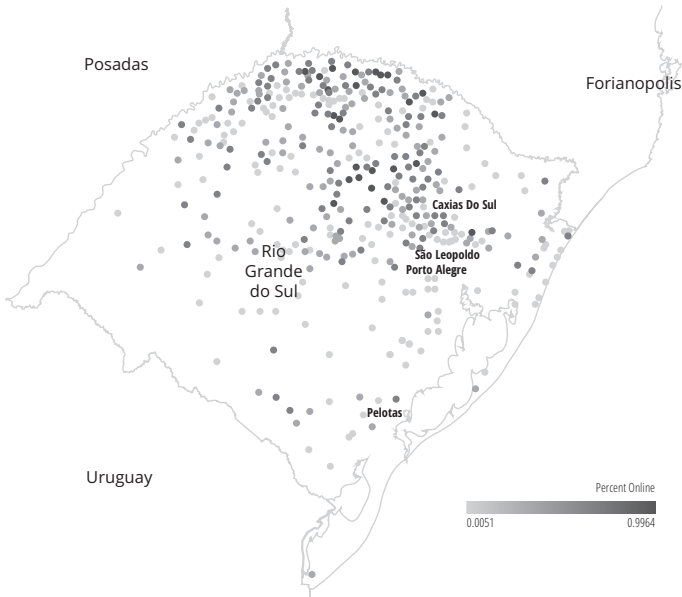 Posadas
Forianopolis
Caxias Do Sul
Rio
Grande
do Sul
São Leopoldo
Porto Alegre
Pelotas
Uruguay
Percent Online
0.0051
0.9964